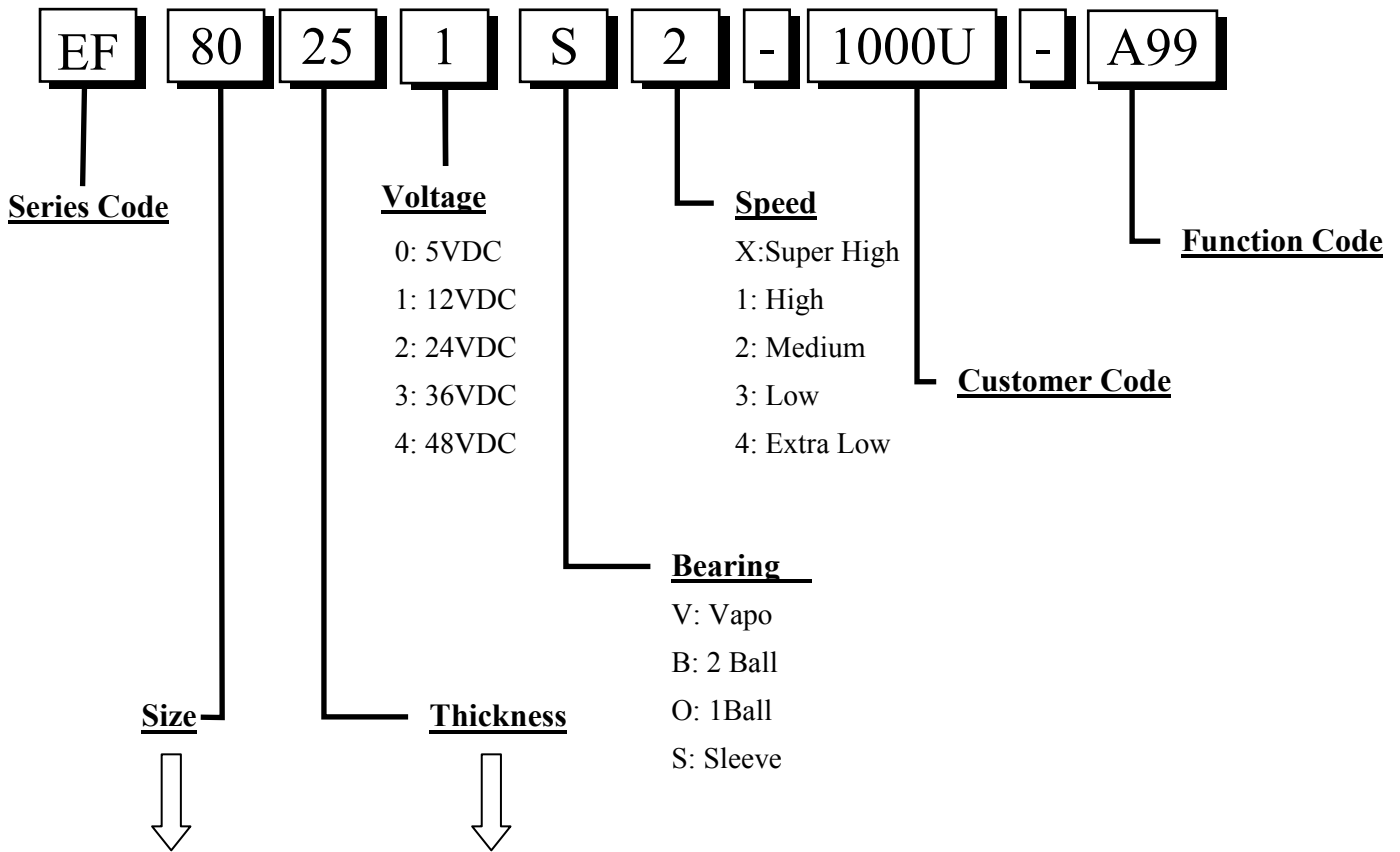 EF 80 25 1 S 2 - 1000U - A99
Series Code
Voltage
0: 5VDC
1: 12VDC
2: 24VDC
3: 36VDC
4: 48VDC
Speed
X:Super High
1: High
2: Medium
3: Low
4: Extra Low
Function Code
Customer Code
Bearing
V: Vapo
B: 2 Ball
O: 1Ball
S: Sleeve
Size
Thickness